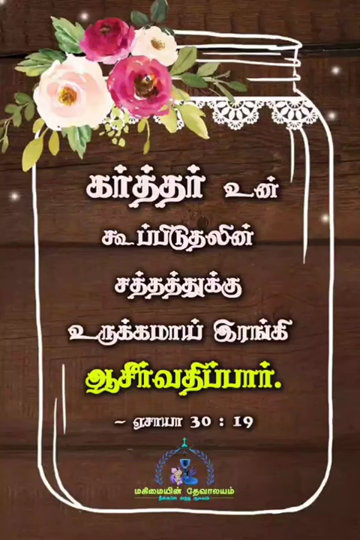 கர்த்தர் உன்
கூப்பிடுதலின்
சத்தத்துக்கு
உருக்கமாய் இரங்கி
ஆசீர்வதிப்பார்.
~ ஏசாயா 30 : 19
மகிமையின் தேவாலயம்